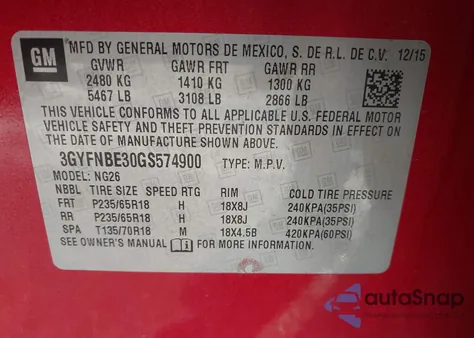 GM
MFD BY GENERAL MOTORS DE MEXICO, S. DE R.L. DE C.V. 12/15
GVWR GAWR FRT GAWR RR
2480 KG 1410 KG 1300 KG
5467 LB 3108 LB 2866 LB
THIS VEHICLE CONFORMS TO ALL APPLICABLE U.S. FEDERAL MOTOR
VEHICLE SAFETY AND THEFT PREVENTION STANDARDS IN EFFECT ON
THE DATE OF MANUFACTURE SHOWN ABOVE.
3GYFNBE30GS574900 TYPE: M.P.V.
MODEL: NG26
NBBL TIRE SIZE SPEED RTG RIM COLD TIRE PRESSURE
FRT P235/65R18 H 18X8J 240KPA(35PSI)
RR P235/65R18 H 18X8J 240KPA(35PSI)
SPA T135/70R18 M 18X4.5B 420KPA(60PSI)
SEE OWNER'S MANUAL FOR MORE INFORMATION.
autoSnap